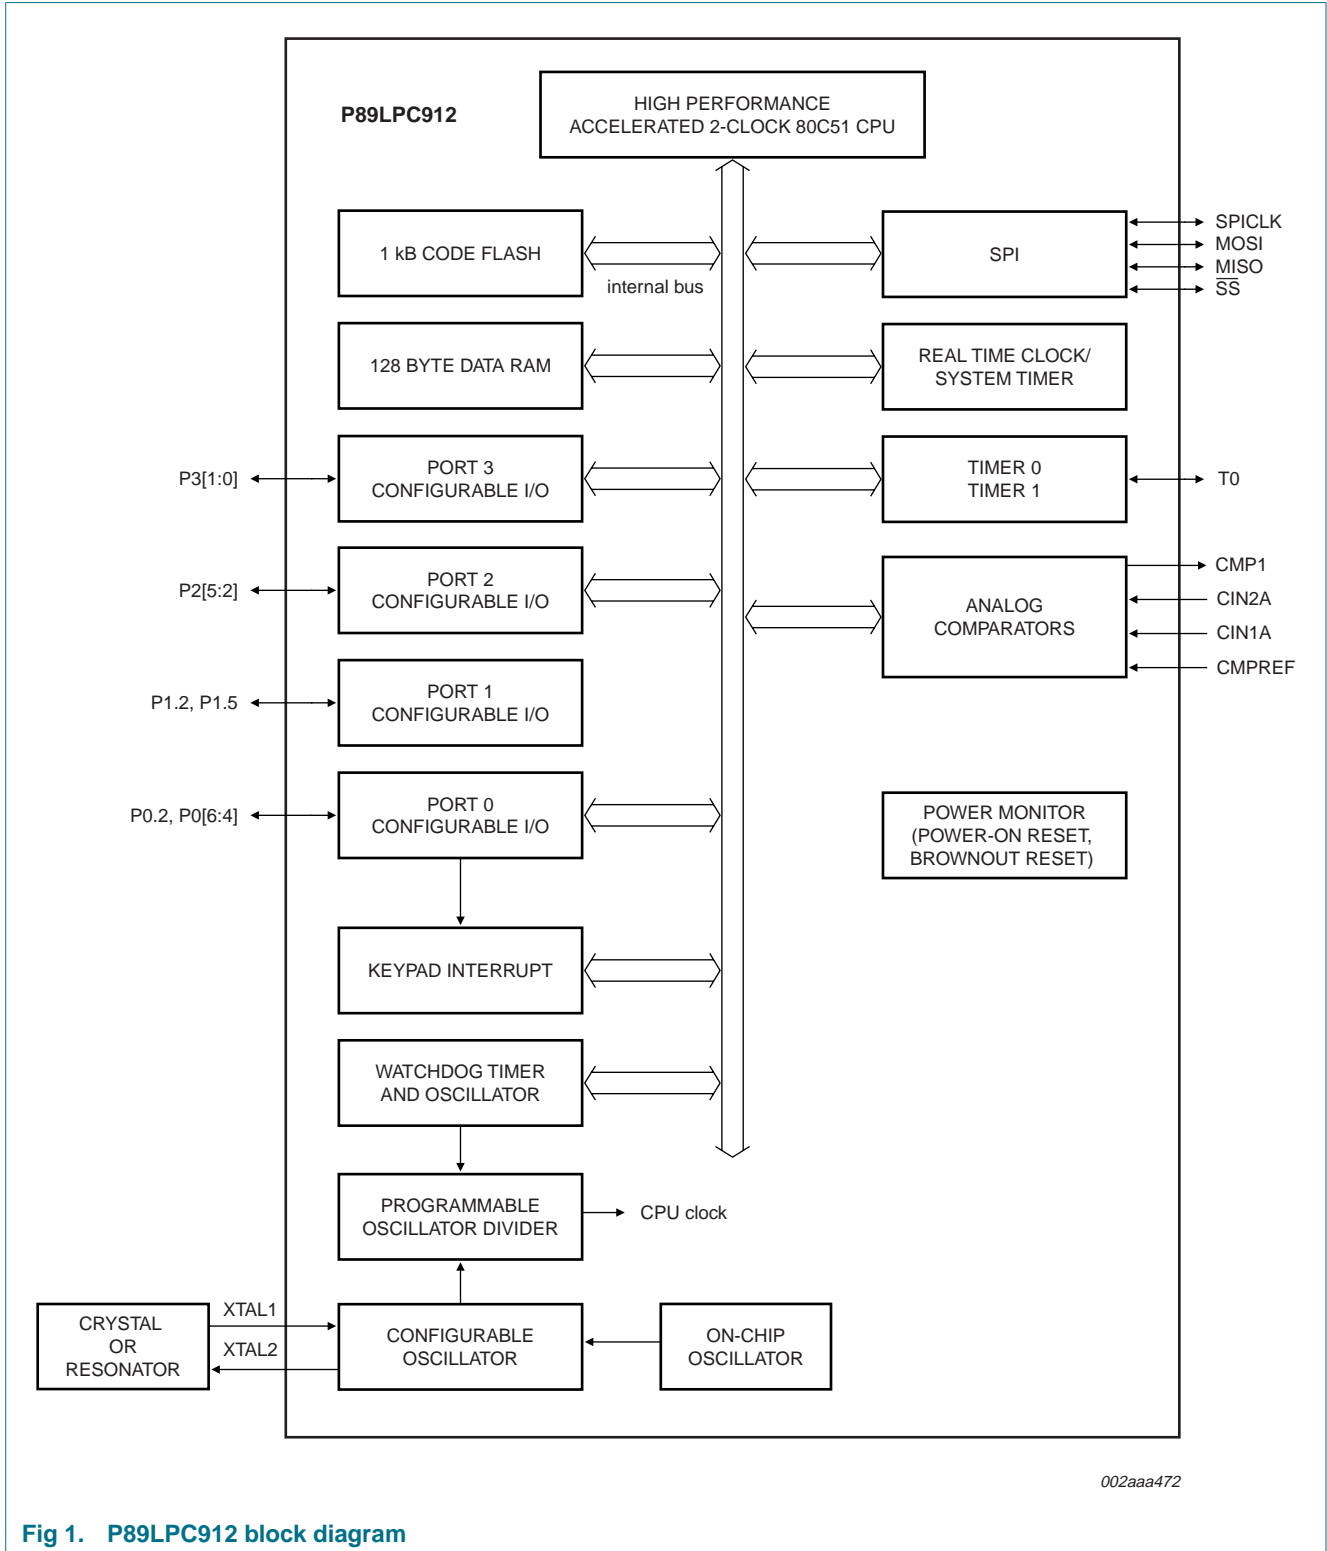 P89LPC912
HIGH PERFORMANCE
ACCELERATED 2-CLOCK 80C51 CPU
1 kB CODE FLASH
internal bus
SPI
SPICLK
MOSI
MISO
SS
128 BYTE DATA RAM
REAL TIME CLOCK/
SYSTEM TIMER
P3[1:0]
PORT 3
CONFIGURABLE I/O
TIMER 0
TIMER 1
T0
P2[5:2]
PORT 2
CONFIGURABLE I/O
ANALOG
COMPARATORS
CMP1
CIN2A
CIN1A
CMPREF
P1.2, P1.5
PORT 1
CONFIGURABLE I/O
P0.2, P0[6:4]
PORT 0
CONFIGURABLE I/O
POWER MONITOR
(POWER-ON RESET,
BROWNOUT RESET)
KEYPAD INTERRUPT
WATCHDOG TIMER
AND OSCILLATOR
PROGRAMMABLE
OSCILLATOR DIVIDER
CPU clock
CRYSTAL
OR
RESONATOR
XTAL1
XTAL2
CONFIGURABLE
OSCILLATOR
ON-CHIP
OSCILLATOR
002aaa472
Fig 1. P89LPC912 block diagram